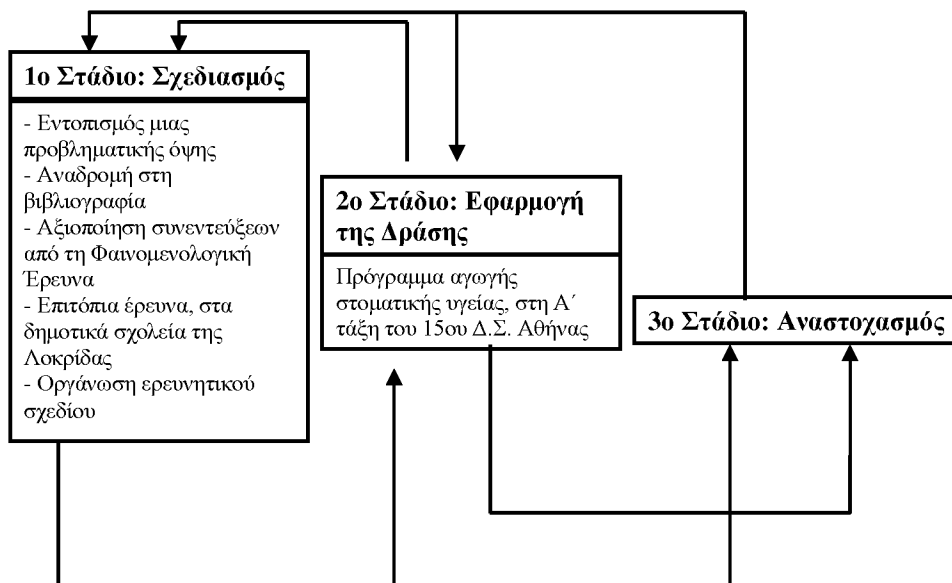 1ο Στάδιο: Σχεδιασμός
- Εντοπισμός μιας
προβληματικής όψης
- Αναδρομή στη
βιβλιογραφία
- Αξιοποίηση συνεντεύξεων
από τη Φαινομενολογική
Έρευνα
- Επιτόπια έρευνα, στα
δημοτικά σχολεία της
Λοκρίδας
- Οργάνωση ερευνητικού
σχεδίου
2ο Στάδιο: Εφαρμογή
της Δράσης
Πρόγραμμα αγωγής
στοματικής υγείας, στη Α΄
τάξη του 15ου Δ.Σ. Αθήνας
3ο Στάδιο: Αναστοχασμός